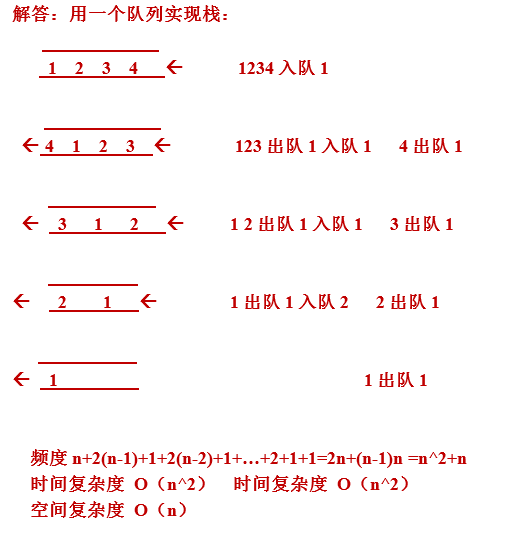 解答：用一个队列实现栈：
1 2 3 4 ← 1234 入队 1
← 4 1 2 3 ← 123 出队 1 入队 1 4 出队 1
← 3 1 2 ← 1 2 出队 1 入队 1 3 出队 1
← 2 1 ← 1 出队 1 入队 2 2 出队 1
← 1 1 出队 1
频度 n+2(n-1)+1+2(n-2)+1+…+2+1+1=2n+(n-1)n =n^2+n
时间复杂度 O（n^2） 时间复杂度 O（n^2）
空间复杂度 O（n）